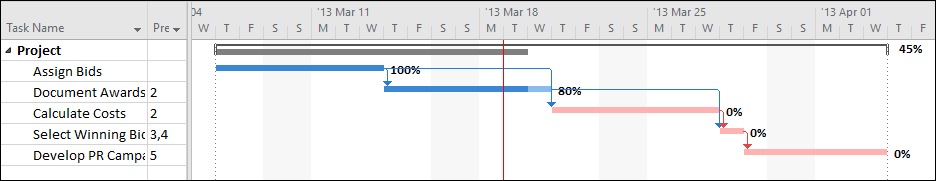 04 '13 Mar 11 '13 Mar 18 '13 Mar 25 '13 Apr 01
Task Name Pre W T F S S M T W T F S S M T W T F S S M T W T F S S M T W T F
Project 45%
Assign Bids 100%
Document Awards 2 80%
Calculate Costs 2 0%
Select Winning Bid 3,4 0%
Develop PR Campa 5 0%